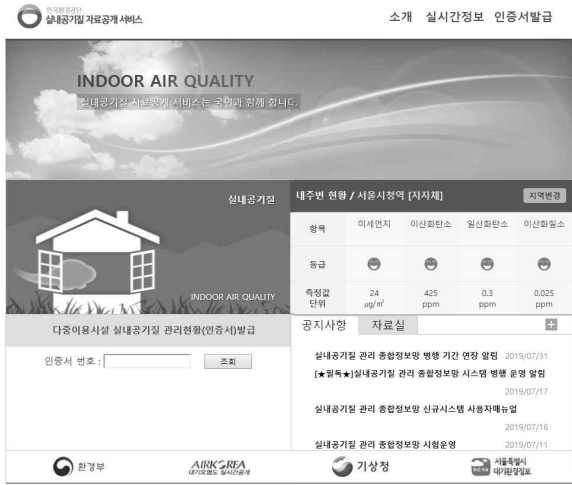 한국환경공단
실내공기질 자료공개 서비스
소개 실시간정보 인증서발급
INDOOR AIR QUALITY
실내공기질 자료공개 서비스는 국민과 함께 합니다.
실내공기질
INDOOR AIR QUALITY
내주변 현황 / 서울시청역 [지자체] 지역변경
항목 미세먼지 이산화탄소 일산화탄소 이산화질소
등급
측정값 단위 24 μg/㎥ 425 ppm 0.3 ppm 0.025 ppm
다중이용시설 실내공기질 관리현황(인증서)발급
인증서 번호 : 조회
공지사항 자료실 +
실내공기질 관리 종합정보망 병행 기간 연장 알림 2019/07/31
[★필독★]실내공기질 관리 종합정보망 시스템 병행 운영 알림
2019/07/17
실내공기질 관리 종합정보망 신규시스템 사용자매뉴얼
2019/07/16
실내공기질 관리 종합정보망 시험운영 2019/07/11
환경부
AIRKOREA
대기오염도 실시간공개
기상청
서울특별시
대기환경정보